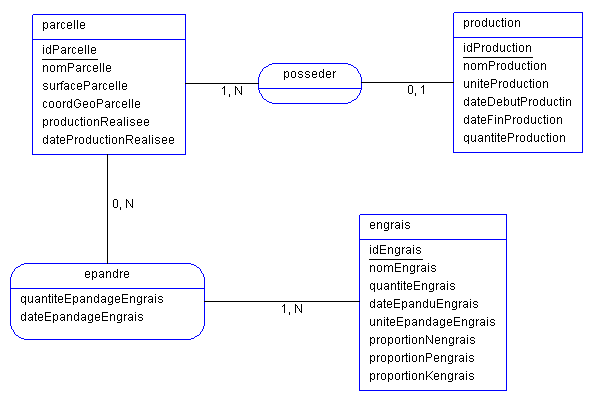 parcelle
idParcelle
nomParcelle
surfaceParcelle
coordGeoParcelle
productionRealisee
dateProductionRealisee
1, N
posseder
0, 1
production
idProduction
nomProduction
uniteProduction
dateDebutProductin
dateFinProduction
quantiteProduction
0, N
epandre
quantiteEpandageEngrais
dateEpandageEngrais
1, N
engrais
idEngrais
nomEngrais
quantiteEngrais
dateEpanduEngrais
uniteEpandageEngrais
proportionNengrais
proportionPengrais
proportionKengrais